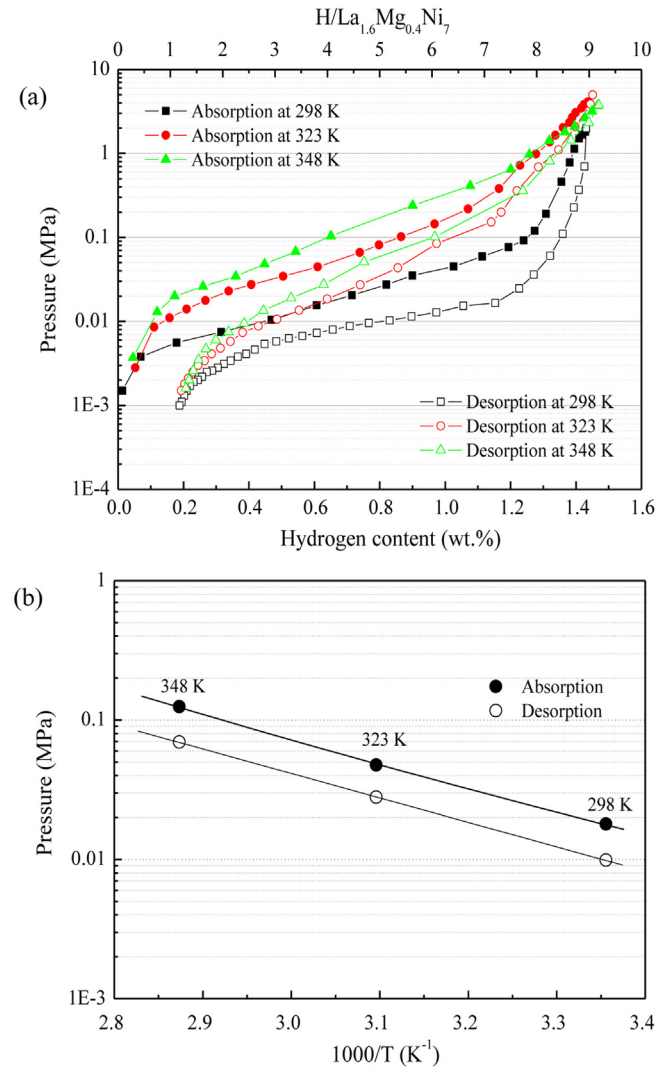 H/La1.6Mg0.4Ni7
0 1 2 3 4 5 6 7 8 9 10
(a)
10
1
0.1
0.01
1E-3
1E-4
Pressure (MPa)
Absorption at 298 K
Absorption at 323 K
Absorption at 348 K
Desorption at 298 K
Desorption at 323 K
Desorption at 348 K
0.0 0.2 0.4 0.6 0.8 1.0 1.2 1.4 1.6
Hydrogen content (wt.%)
(b)
1
0.1
0.01
1E-3
Pressure (MPa)
Absorption
Desorption
348 K
323 K
298 K
2.8 2.9 3.0 3.1 3.2 3.3 3.4
1000/T (K-1)